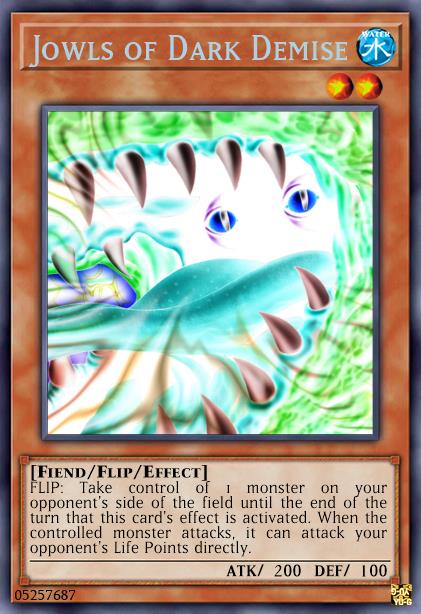 Jowls of Dark Demise
WATER
水
[Fiend/Flip/Effect]
FLIP: Take control of 1 monster on your
opponent's side of the field until the end of the
turn that this card's effect is activated. When the
controlled monster attacks, it can attack your
opponent's Life Points directly.
ATK/ 200 DEF/ 100
05257687